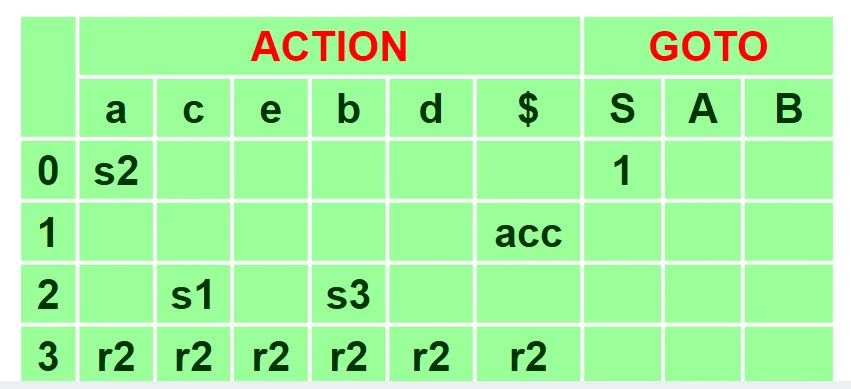 ACTION GOTO
a c e b d $ S A B
0 s2 1
1 acc
2 s1 s3
3 r2 r2 r2 r2 r2 r2